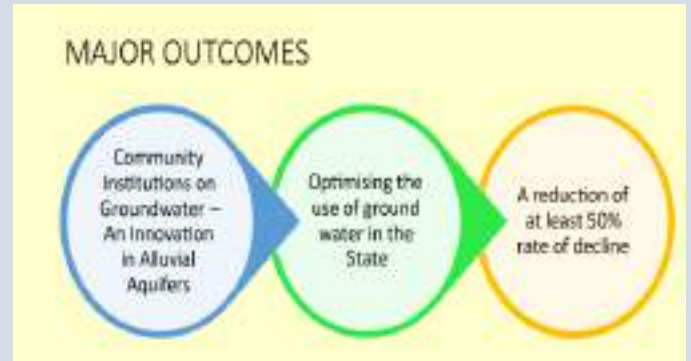 MAJOR OUTCOMES
Community
Institutions on
Groundwater –
An Innovation
in Alluvial
Aquifers
Optimising the
use of ground
water in the
State
A reduction of
at least 50%
rate of decline